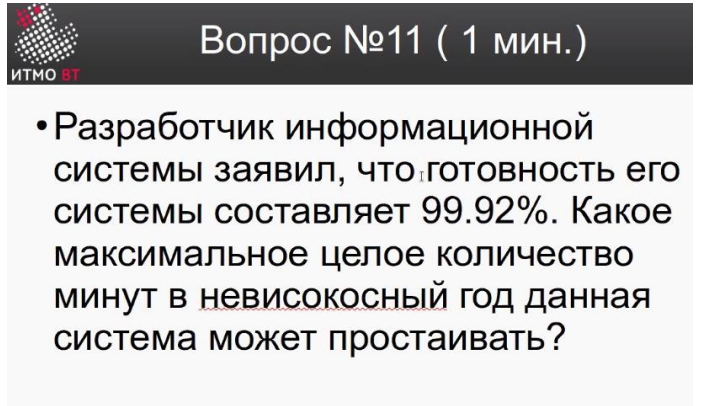 Вопрос №11 ( 1 мин.)
ИТМО ВТ
•Разработчик информационной
системы заявил, что готовность его
системы составляет 99.92%. Какое
максимальное целое количество
минут в невисокосный год данная
система может простаивать?